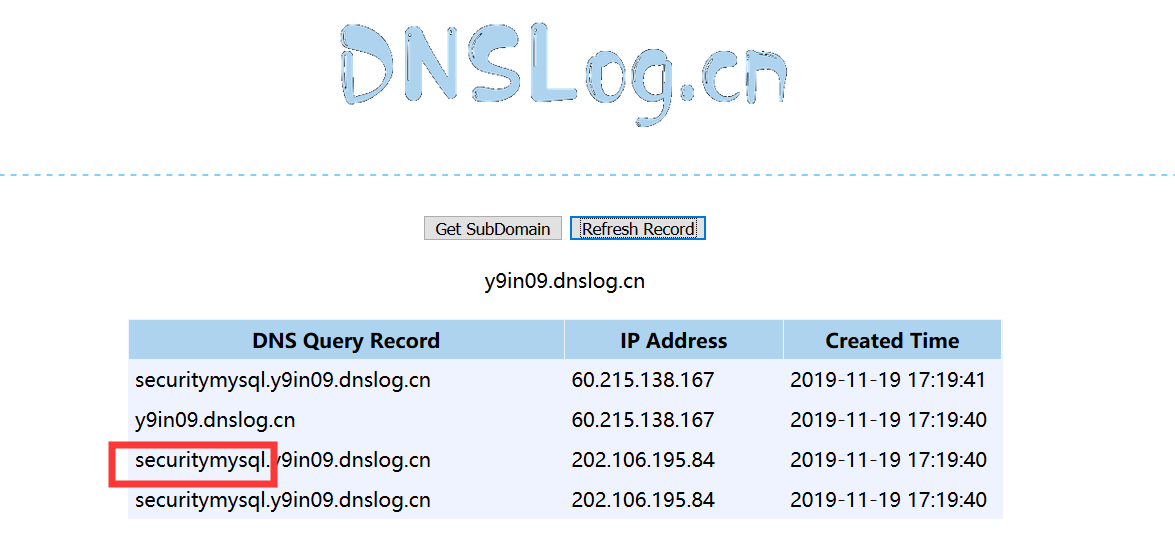 DNSLog.cn
Get SubDomain Refresh Record
y9in09.dnslog.cn
DNS Query Record IP Address Created Time
securitymysql.y9in09.dnslog.cn 60.215.138.167 2019-11-19 17:19:41
y9in09.dnslog.cn 60.215.138.167 2019-11-19 17:19:40
securitymysql.y9in09.dnslog.cn 202.106.195.84 2019-11-19 17:19:40
securitymysql.y9in09.dnslog.cn 202.106.195.84 2019-11-19 17:19:40